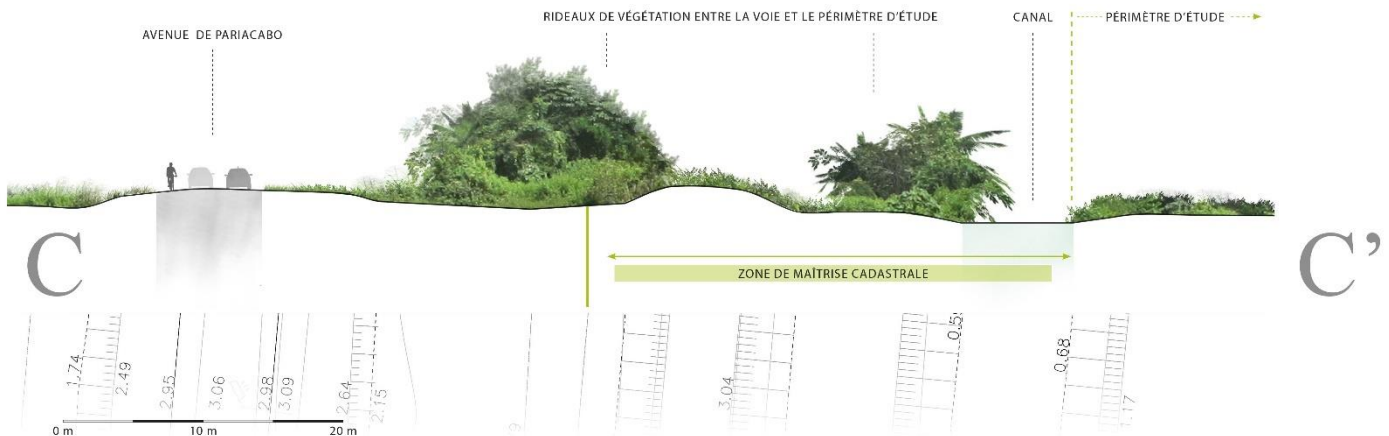 RIDEAUX DE VÉGÉTATION ENTRE LA VOIE ET LE PÉRIMÈTRE D'ÉTUDE
CANAL
PÉRIMÈTRE D'ÉTUDE
AVENUE DE PARIACABO
C
C’
ZONE DE MAÎTRISE CADASTRALE
1.74
2.49
2.95
3.06
2.98
3.09
2.64
2.15
3.04
0.68
1.17
0 m
10 m
20 m